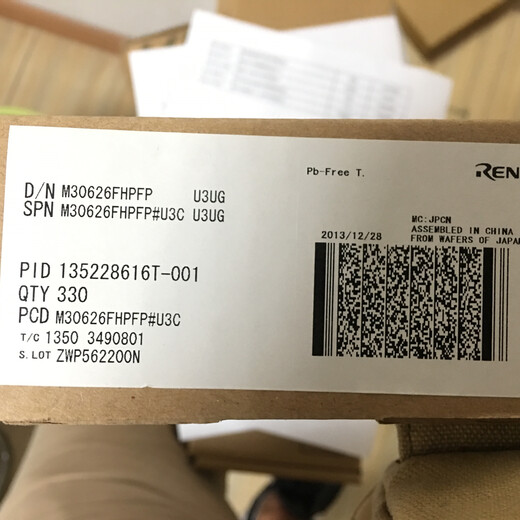 Pb-Free T.
D/N M30626FHPFP U3UG
SPN M30626FHPFP#U3C U3UG
MC:JPCN
ASSEMBLED IN CHINA
2013/12/28 FROM WAFERS OF JAPA
PID 135228616T-001
QTY 330
PCD M30626FHPFP#U3C
T/C 1350 3490801
S.LOT ZWP562200N
REN